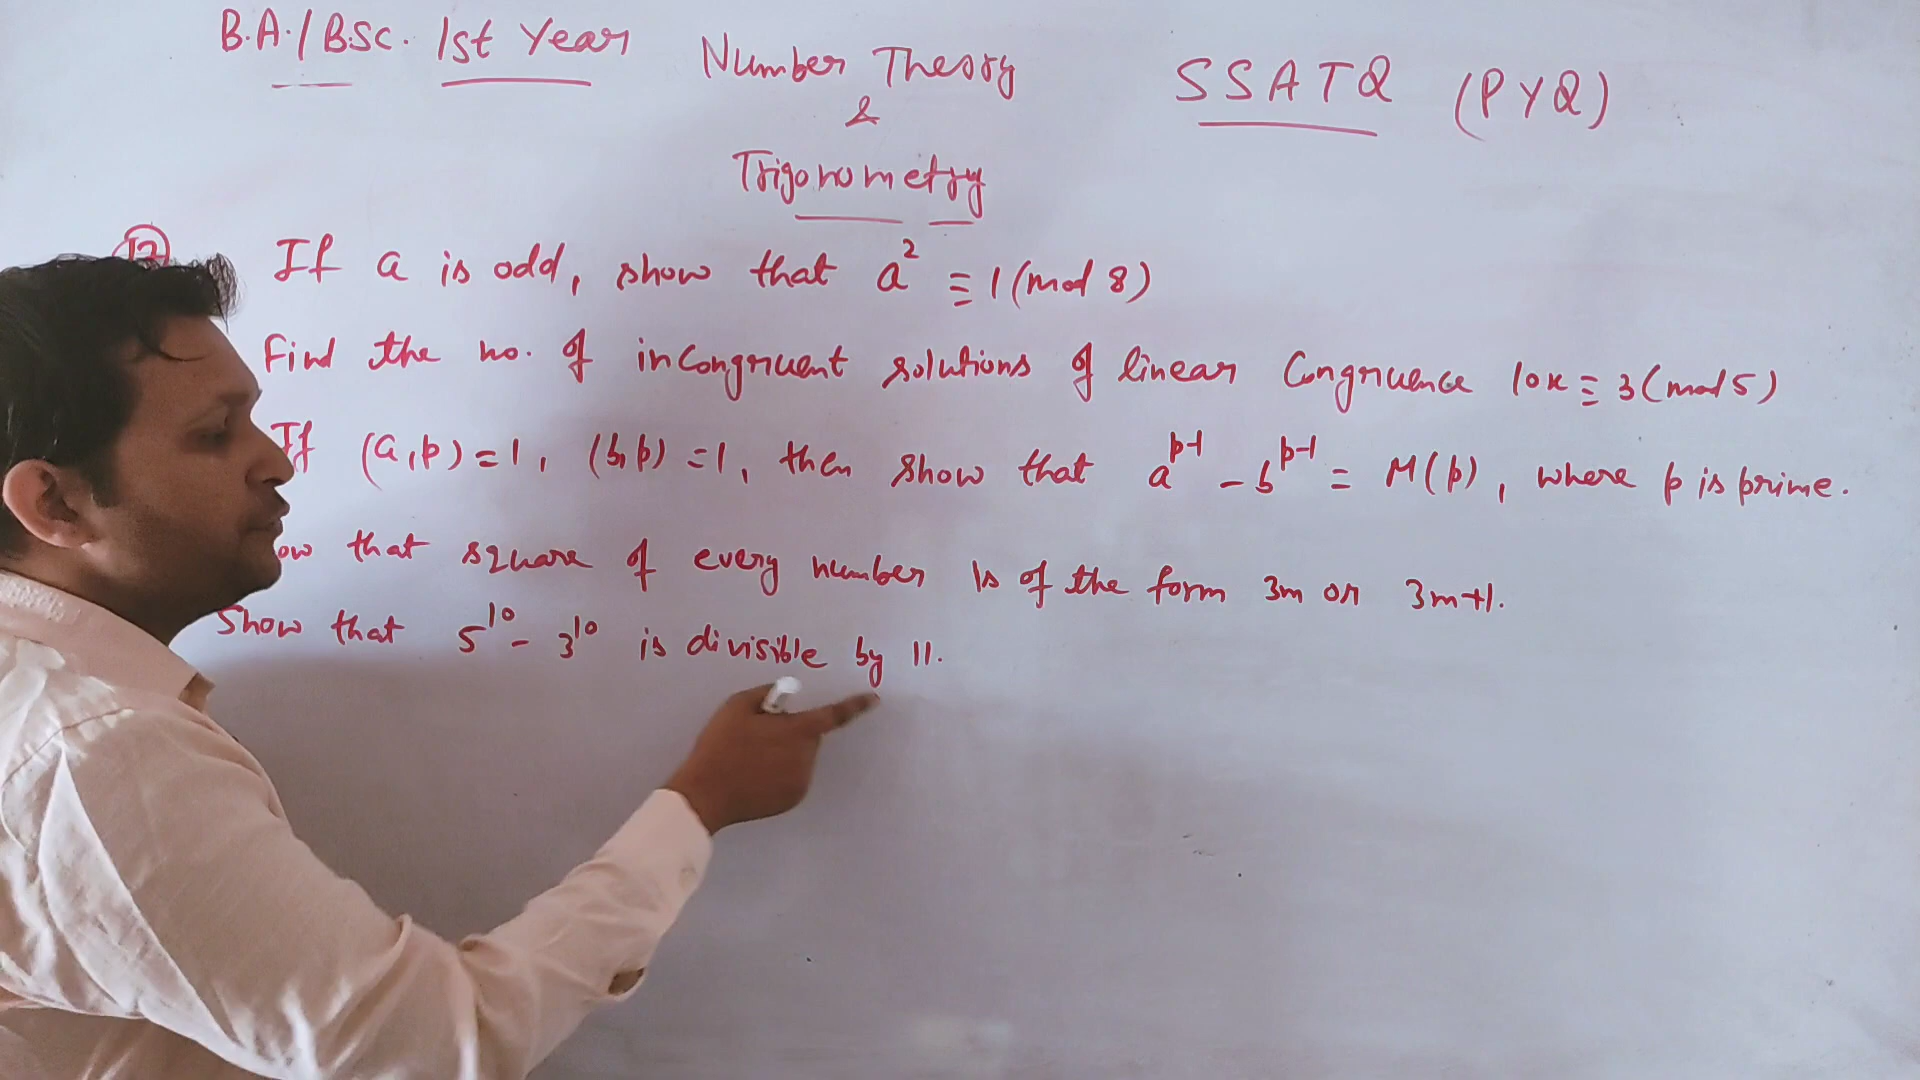 B.A./B.Sc. 1st Year
Number Theory
&
Trigonometry
SSATQ (PYQ)
17
If a is odd, show that a² ≡ 1 (mod 8)
Find the no. of incongruent solutions of linear Congruence 10x ≡ 3 (mod 5)
If (a,p)=1, (b,p)=1, then show that a^{p-1} - b^{p-1} = M(p), where p is prime.
ow that square of every number is of the form 3m or 3m+1.
Show that 5^{10} - 3^{10} is divisible by 11.